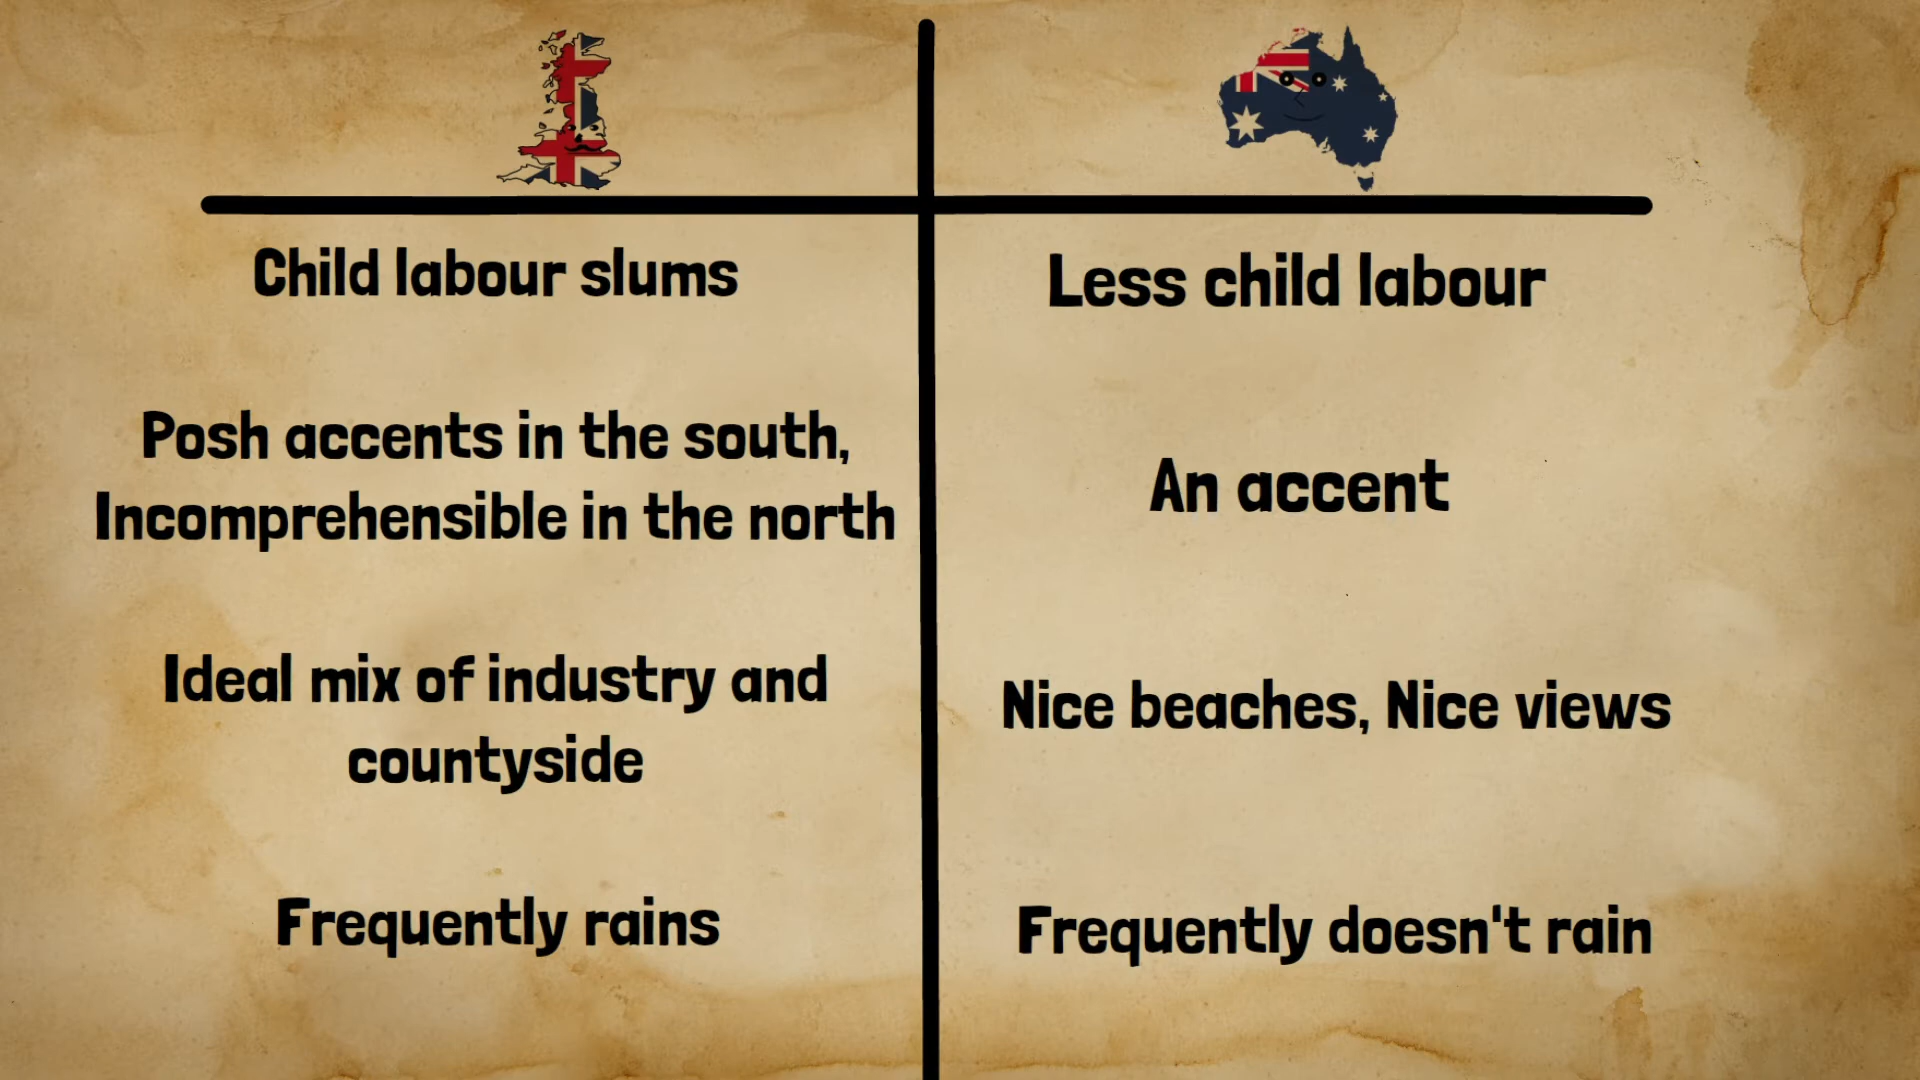 Child labour slums
Less child labour
Posh accents in the south,
Incomprehensible in the north
An accent
Ideal mix of industry and
countyside
Nice beaches, Nice views
Frequently rains
Frequently doesn't rain